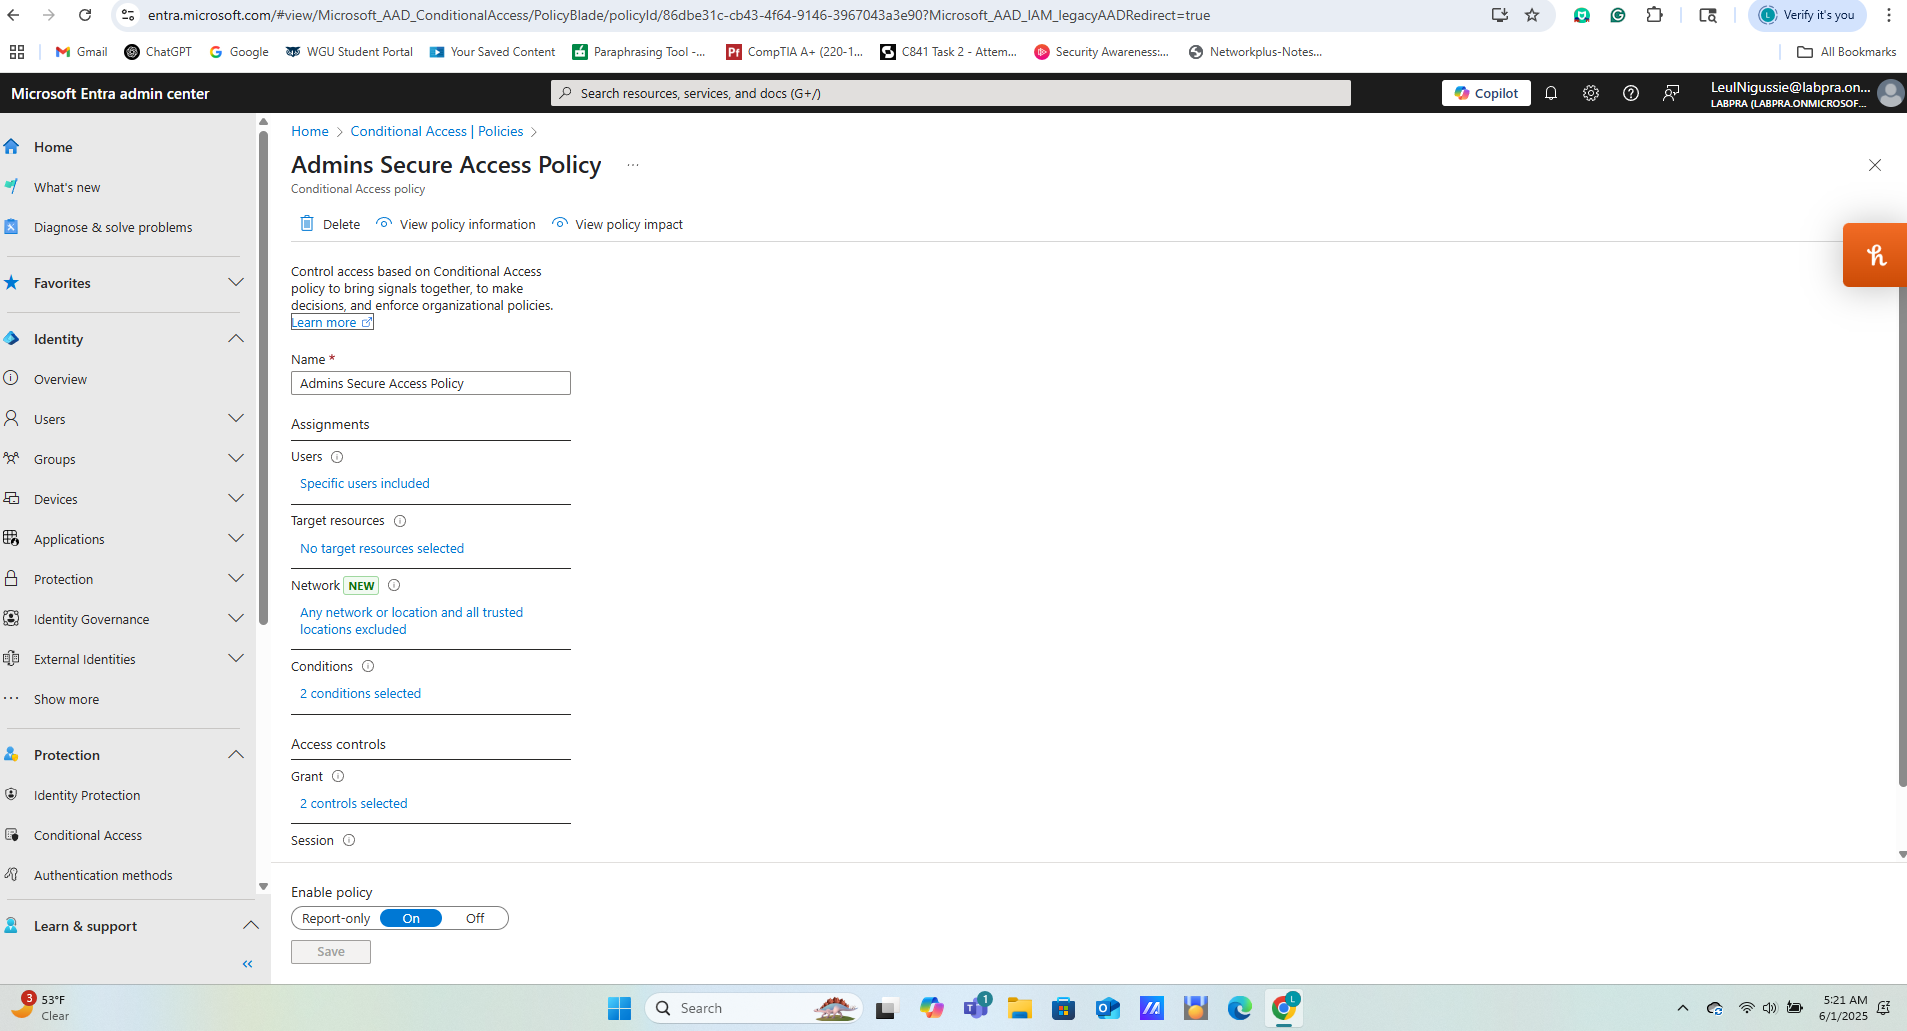 entra.microsoft.com/#view/Microsoft_AAD_ConditionalAccess/PolicyBlade/policyId/86dbe31c-cb43-4f64-9146-3967043a3e90?Microsoft_AAD_IAM_legacyAADRedirect=true
L
Verify it's you
Gmail
ChatGPT
Google
WGU Student Portal
Your Saved Content
Paraphrasing Tool -...
CompTIA A+ (220-1...
C841 Task 2 - Attem...
Security Awareness:...
Networkplus-Notes...
All Bookmarks
Microsoft Entra admin center
Search resources, services, and docs (G+/)
Copilot
LeulNigussie@labpra.on...
LABPRA (LABPRA.ONMICROSOF...
Home
What's new
Diagnose & solve problems
Favorites
Identity
Overview
Users
Groups
Devices
Applications
Protection
Identity Governance
External Identities
Show more
Protection
Identity Protection
Conditional Access
Authentication methods
Learn & support
Home > Conditional Access | Policies >
Admins Secure Access Policy ...
Conditional Access policy
Delete
View policy information
View policy impact
Control access based on Conditional Access
policy to bring signals together, to make
decisions, and enforce organizational policies.
Learn more
Name *
Admins Secure Access Policy
Assignments
Users
Specific users included
Target resources
No target resources selected
Network NEW
Any network or location and all trusted
locations excluded
Conditions
2 conditions selected
Access controls
Grant
2 controls selected
Session
Enable policy
Report-only On Off
Save
3
53°F
Clear
Search
1
L
5:21 AM
6/1/2025